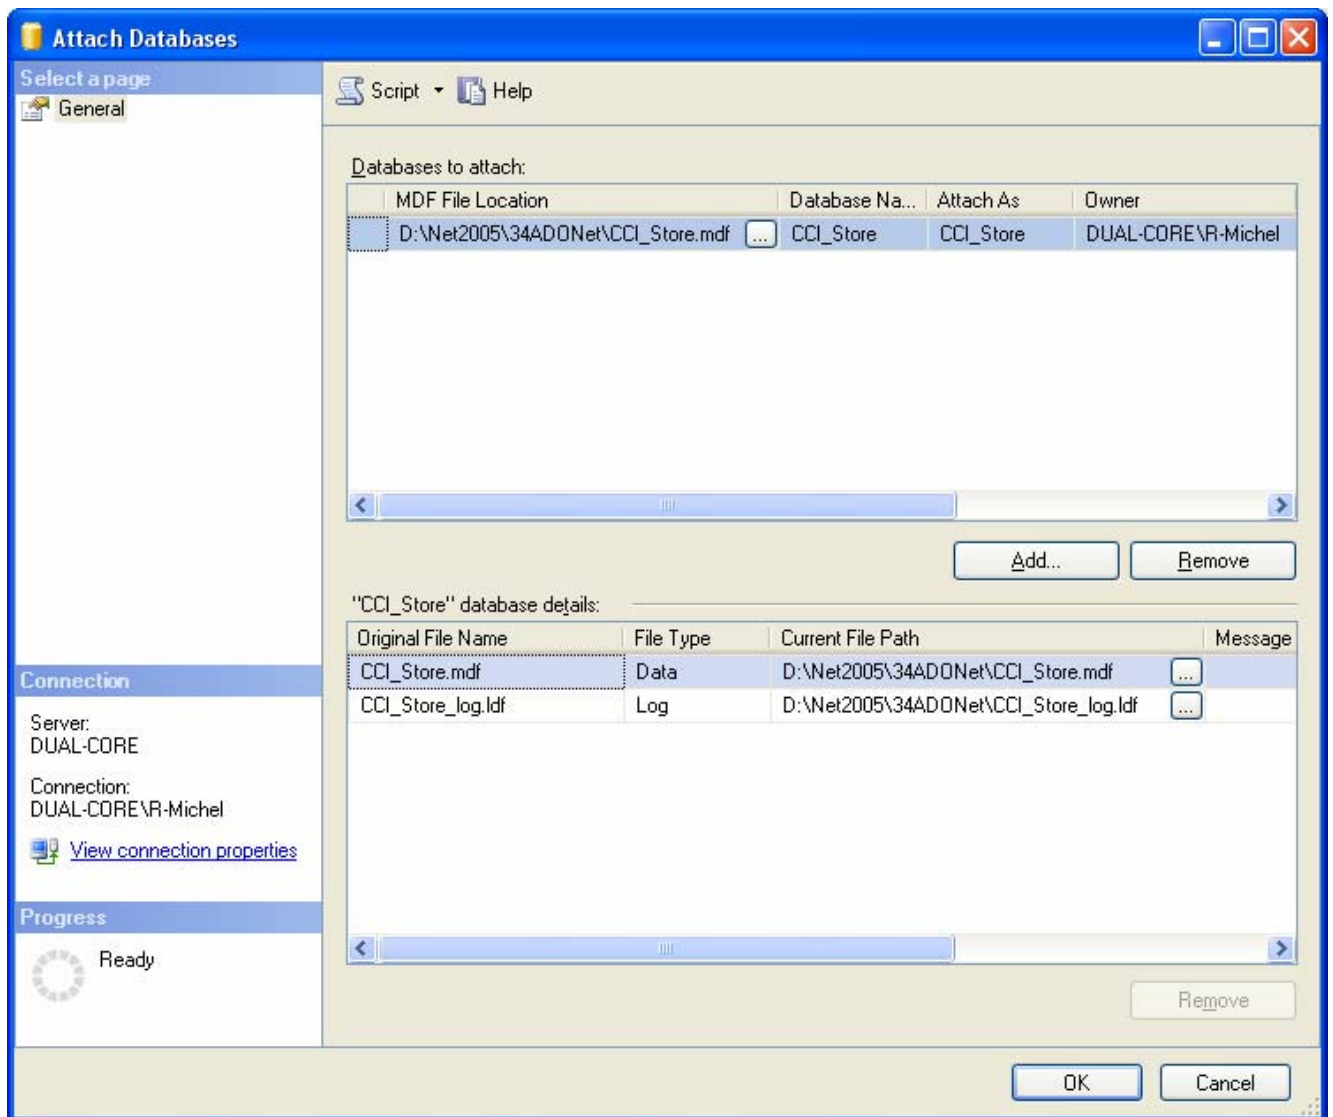 Attach Databases
Select a page
General
Script Help
Databases to attach:
MDF File Location Database Na... Attach As Owner
D:\Net2005\34ADONet\CCI_Store.mdf ... CCI_Store CCI_Store DUAL-CORE\R-Michel
Add... Remove
"CCI_Store" database details:
Original File Name File Type Current File Path Message
CCI_Store.mdf Data D:\Net2005\34ADONet\CCI_Store.mdf ...
CCI_Store_log.ldf Log D:\Net2005\34ADONet\CCI_Store_log.ldf ...
Remove
Connection
Server:
DUAL-CORE
Connection:
DUAL-CORE\R-Michel
View connection properties
Progress
Ready
OK Cancel